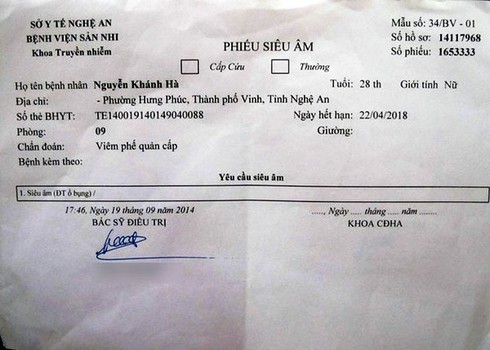 SỞ Y TẾ NGHỆ AN
BỆNH VIỆN SẢN NHI
Khoa Truyền nhiễm
PHIẾU SIÊU ÂM
Mẫu số: 34/BV - 01
Số hồ sơ: 14117968
Số phiếu: 1653333
Cấp Cứu Thường
Họ tên bệnh nhân Nguyễn Khánh Hà Tuổi: 28 th Giới tính Nữ
Địa chỉ: - Phường Hưng Phúc, Thành phố Vinh, Tỉnh Nghệ An
Số thẻ BHYT: TE140019140149040088 Ngày hết hạn: 22/04/2018
Phòng: 09 Giường:
Chẩn đoán: Viêm phế quản cấp
Bệnh kèm theo:
Yêu cầu siêu âm
1. Siêu âm (ĐT ổ bụng) /
17:46, Ngày 19 tháng 09 năm 2014
BÁC SỸ ĐIỀU TRỊ
....., Ngày ..... tháng ..... năm ........
KHOA CĐHA